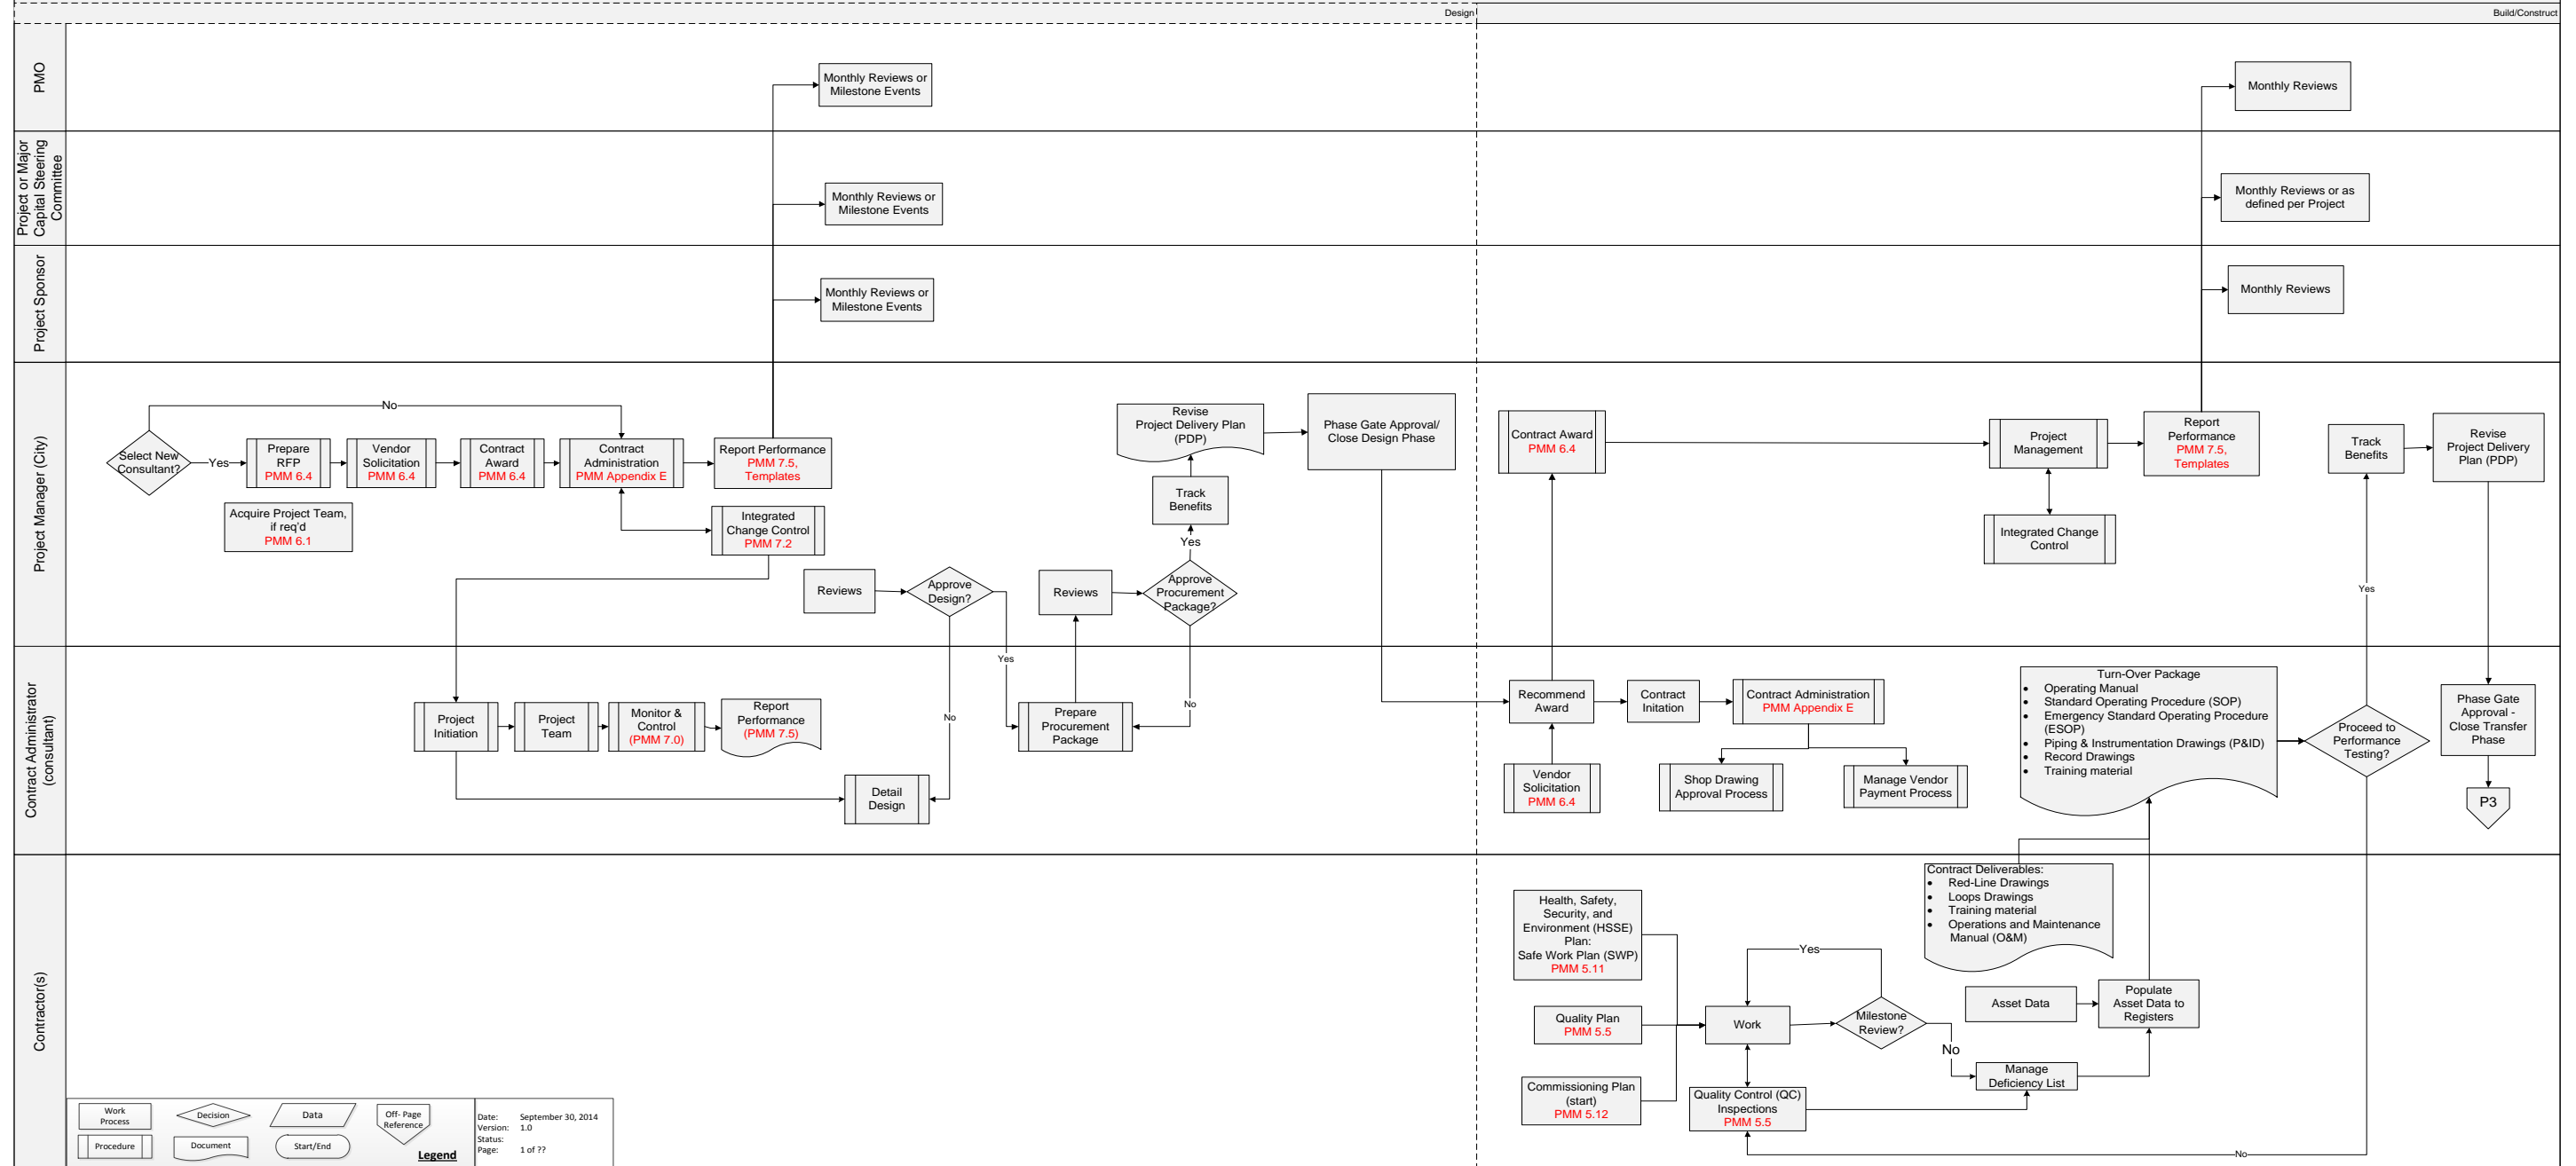 Design
Build/Construct
PMO
Monthly Reviews or
Milestone Events
Monthly Reviews
Project or Major
Capital Steering
Committee
Monthly Reviews or
Milestone Events
Monthly Reviews or as
defined per Project
Project Sponsor
Monthly Reviews or
Milestone Events
Monthly Reviews
Project Manager (City)
No
Select New
Consultant?
Yes
Prepare
RFP
PMM 6.4
Vendor
Solicitation
PMM 6.4
Contract
Award
PMM 6.4
Contract
Administration
PMM Appendix E
Report Performance
PMM 7.5,
Templates
Acquire Project Team,
if req'd
PMM 6.1
Integrated
Change Control
PMM 7.2
Reviews
Approve
Design?
Reviews
Approve
Procurement
Package?
Yes
Track
Benefits
Revise
Project Delivery Plan
(PDP)
Phase Gate Approval/
Close Design Phase
Contract Award
PMM 6.4
Project
Management
Integrated Change
Control
Report
Performance
PMM 7.5,
Templates
Track
Benefits
Revise
Project Delivery
Plan (PDP)
Yes
Contract Administrator
(consultant)
Project
Initiation
Project
Team
Monitor &
Control
(PMM 7.0)
Report
Performance
(PMM 7.5)
Detail
Design
No
Yes
Prepare
Procurement
Package
No
Recommend
Award
Contract
Initation
Contract Administration
PMM Appendix E
Vendor
Solicitation
PMM 6.4
Shop Drawing
Approval Process
Manage Vendor
Payment Process
Turn-Over Package
• Operating Manual
• Standard Operating Procedure (SOP)
• Emergency Standard Operating Procedure
(ESOP)
• Piping & Instrumentation Drawings (P&ID)
• Record Drawings
• Training material
Proceed to
Performance
Testing?
Phase Gate
Approval -
Close Transfer
Phase
P3
Contractor(s)
Health, Safety,
Security, and
Environment (HSSE)
Plan:
Safe Work Plan (SWP)
PMM 5.11
Quality Plan
PMM 5.5
Commissioning Plan
(start)
PMM 5.12
Work
Yes
Milestone
Review?
No
Quality Control (QC)
Inspections
PMM 5.5
Manage
Deficiency List
Contract Deliverables:
• Red-Line Drawings
• Loops Drawings
• Training material
• Operations and Maintenance
Manual (O&M)
Asset Data
Populate
Asset Data to
Registers
No
Work
Process
Decision
Data
Off- Page
Reference
Procedure
Document
Start/End
Legend
Date: September 30, 2014
Version: 1.0
Status:
Page: 1 of ??